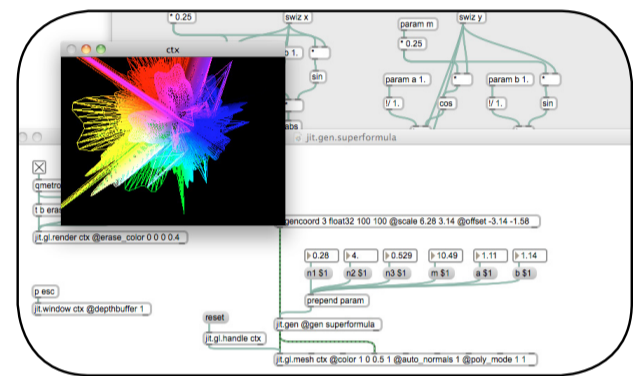 * 0.25
swiz x
param m
swiz y
* 0.25
b 1.
*
sin
param a 1.
*
param b 1.
*
!/ 1.
cos
!/ 1.
sin
*
abs
ctx
jit.gen.superformula
qmetro
t b eras
jit.gl.render ctx @erase_color 0 0 0 0.4
gencoord 3 float32 100 100 @scale 6.28 3.14 @offset -3.14 -1.58
0.28
4.
0.529
10.49
1.11
1.14
n1 $1
n2 $1
n3 $1
m $1
a $1
b $1
p esc
prepend param
jit.window ctx @depthbuffer 1
reset
jit.gen @gen superformula
jit.gl.handle ctx
jit.gl.mesh ctx @color 1 0 0.5 1 @auto_normals 1 @poly_mode 1 1